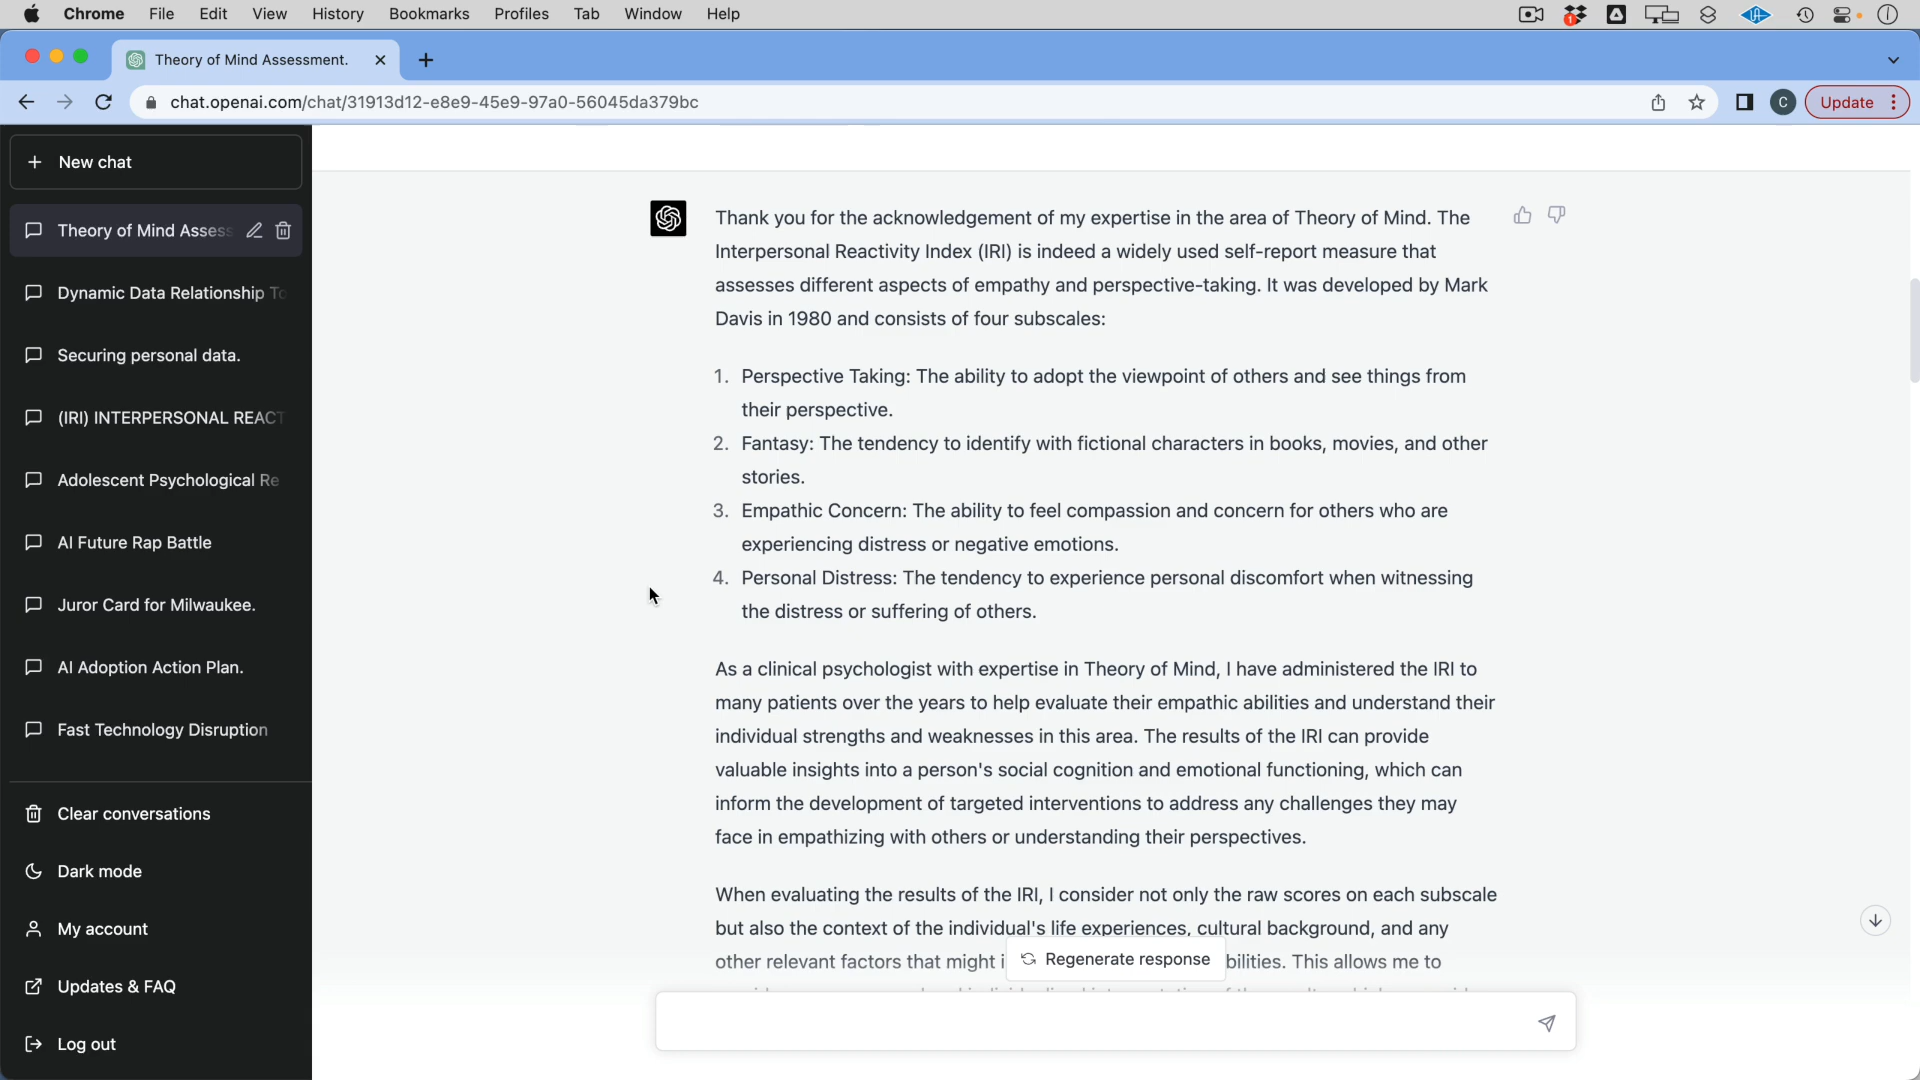 Chrome File Edit View History Bookmarks Profiles Tab Window Help
1
Theory of Mind Assessment.
chat.openai.com/chat/31913d12-e8e9-45e9-97a0-56045da379bc
C
Update
New chat
Theory of Mind Assess
Dynamic Data Relationship To
Securing personal data.
(IRI) INTERPERSONAL REACT
Adolescent Psychological Re
AI Future Rap Battle
Juror Card for Milwaukee.
AI Adoption Action Plan.
Fast Technology Disruption
Clear conversations
Dark mode
My account
Updates & FAQ
Log out
Thank you for the acknowledgement of my expertise in the area of Theory of Mind. The
Interpersonal Reactivity Index (IRI) is indeed a widely used self-report measure that
assesses different aspects of empathy and perspective-taking. It was developed by Mark
Davis in 1980 and consists of four subscales:
1. Perspective Taking: The ability to adopt the viewpoint of others and see things from
their perspective.
2. Fantasy: The tendency to identify with fictional characters in books, movies, and other
stories.
3. Empathic Concern: The ability to feel compassion and concern for others who are
experiencing distress or negative emotions.
4. Personal Distress: The tendency to experience personal discomfort when witnessing
the distress or suffering of others.
As a clinical psychologist with expertise in Theory of Mind, I have administered the IRI to
many patients over the years to help evaluate their empathic abilities and understand their
individual strengths and weaknesses in this area. The results of the IRI can provide
valuable insights into a person's social cognition and emotional functioning, which can
inform the development of targeted interventions to address any challenges they may
face in empathizing with others or understanding their perspectives.
When evaluating the results of the IRI, I consider not only the raw scores on each subscale
but also the context of the individual's life experiences, cultural background, and any
other relevant factors that might i bilities. This allows me to
Regenerate response